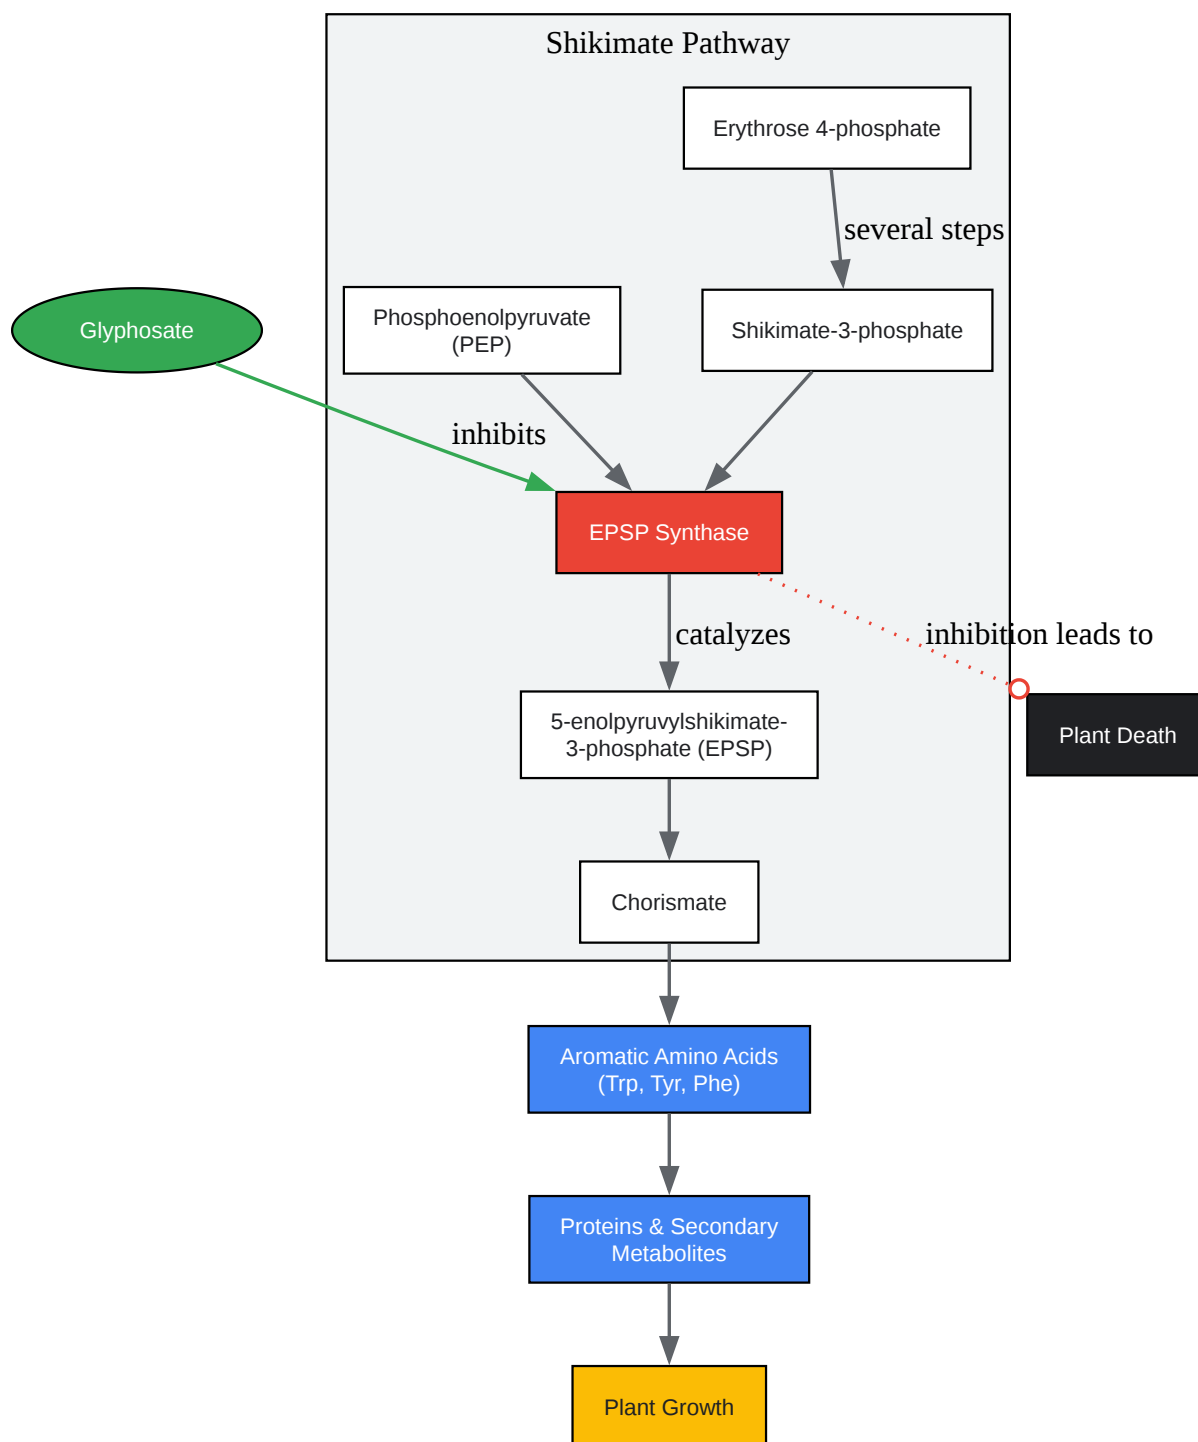 Shikimate Pathway
Erythrose 4-phosphate
several steps
Glyphosate
Phosphoenolpyruvate
(PEP)
Shikimate-3-phosphate
inhibits
EPSP Synthase
catalyzes
inhibition leads to
5-enolpyruvylshikimate-
3-phosphate (EPSP)
Plant Death
Chorismate
Aromatic Amino Acids
(Trp, Tyr, Phe)
Proteins & Secondary
Metabolites
Plant Growth